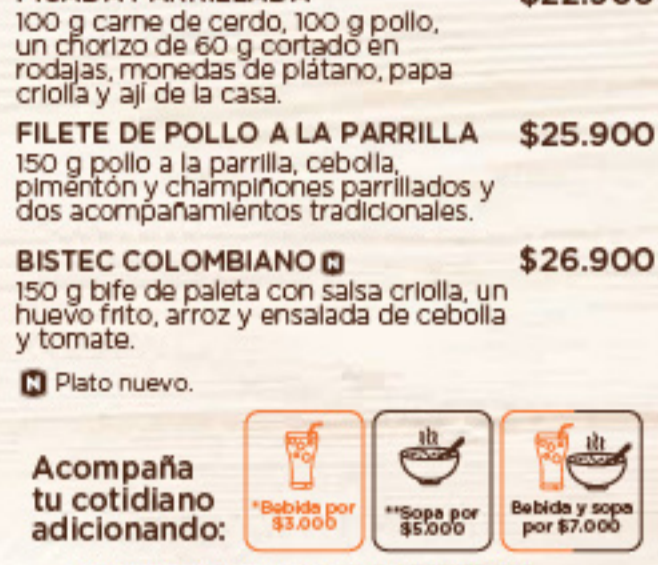 100 g carne de cerdo, 100 g pollo,
un chorizo de 60 g cortado en
rodajas, monedas de plátano, papa
criolla y ají de la casa.
FILETE DE POLLO A LA PARRILLA $25.900
150 g pollo a la parrilla, cebolla,
pimentón y champiñones parrillados y
dos acompañamientos tradicionales.
BISTEC COLOMBIANO N $26.900
150 g bife de paleta con salsa criolla, un
huevo frito, arroz y ensalada de cebolla
y tomate.
N Plato nuevo.
Acompaña
tu cotidiano
adicionando:
*Bebida por
$3.000
**Sopa por
$5.000
Bebida y sopa
por $7.000